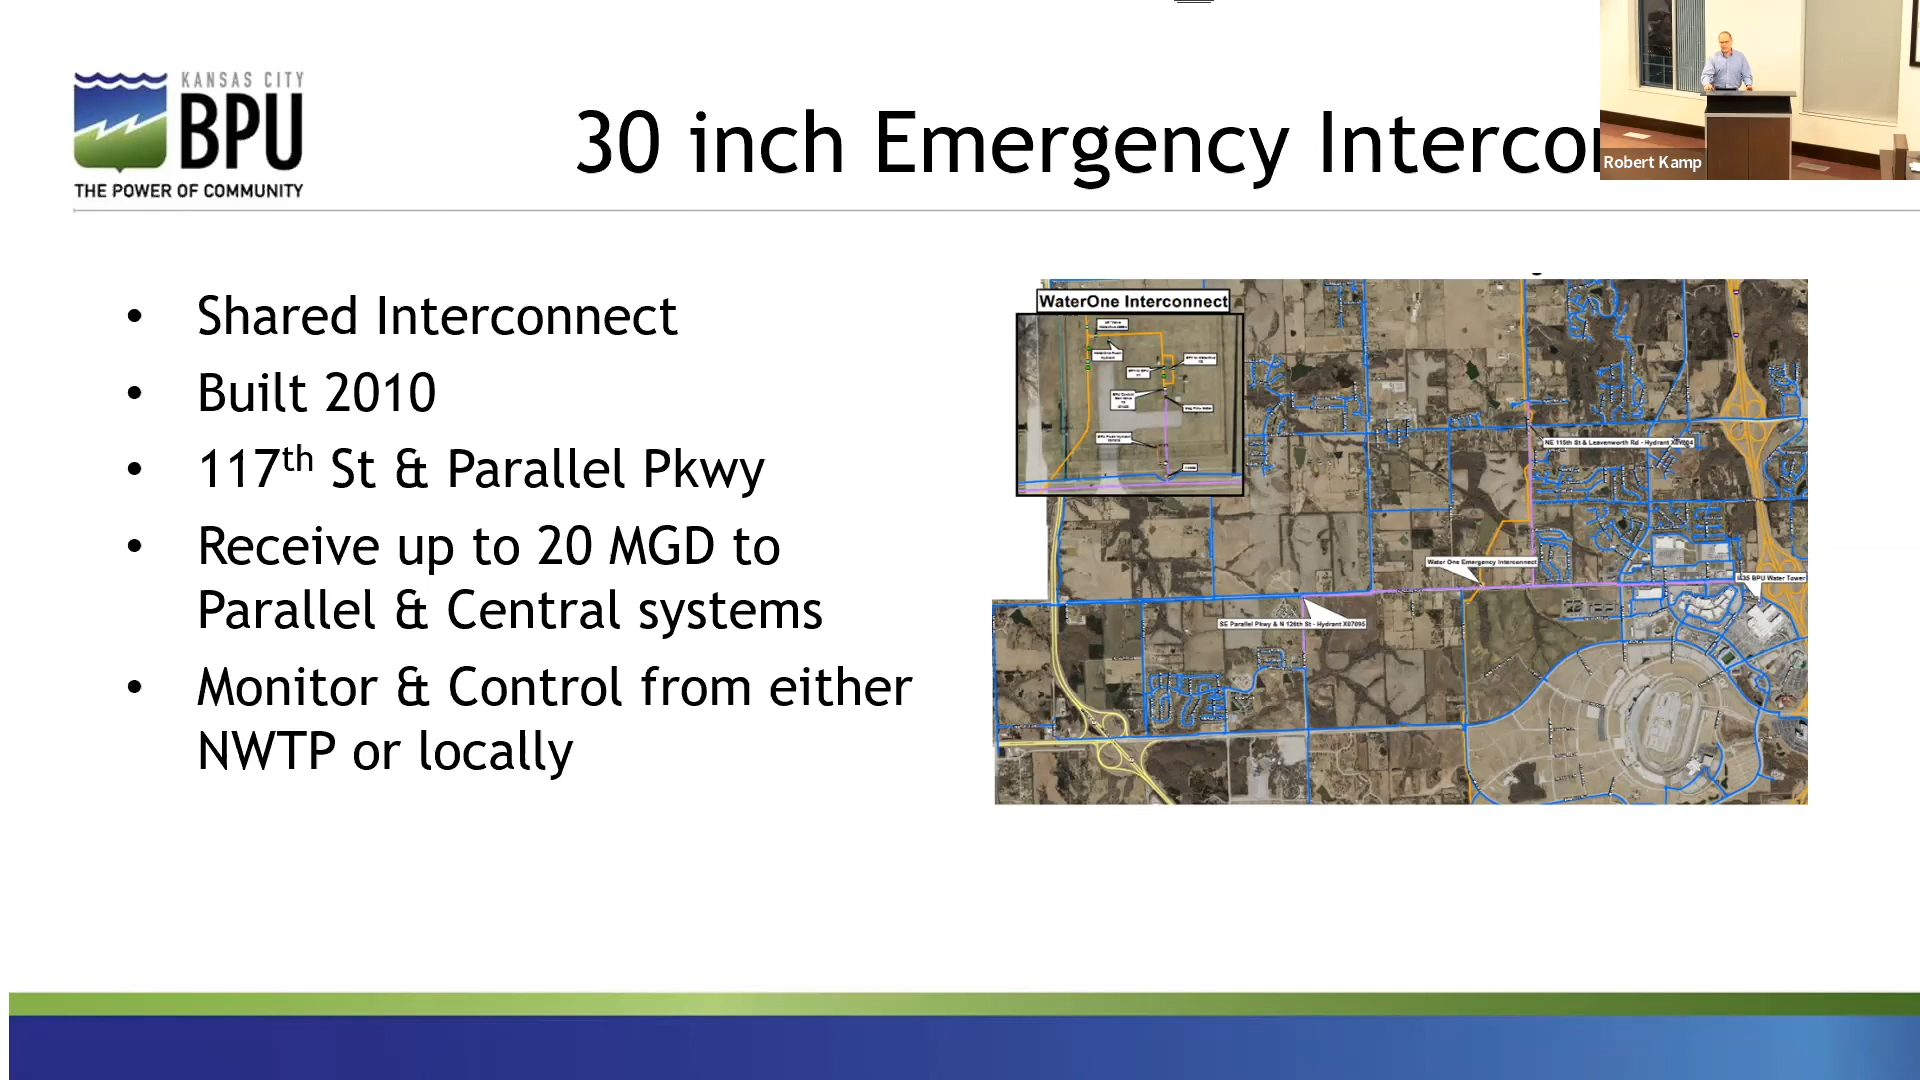 KANSAS CITY
BPU
THE POWER OF COMMUNITY
30 inch Emergency Interco
Robert Kamp
• Shared Interconnect
• Built 2010
• 117th St & Parallel Pkwy
• Receive up to 20 MGD to
Parallel & Central systems
• Monitor & Control from either
NWTP or locally
WaterOne Interconnect
NE 115th St & Leavenworth Rd - Hydrant
Water One Emergency Interconnect
BPU Water Tower
SE Parallel Pkwy & N 126th St - Hydrant X07095